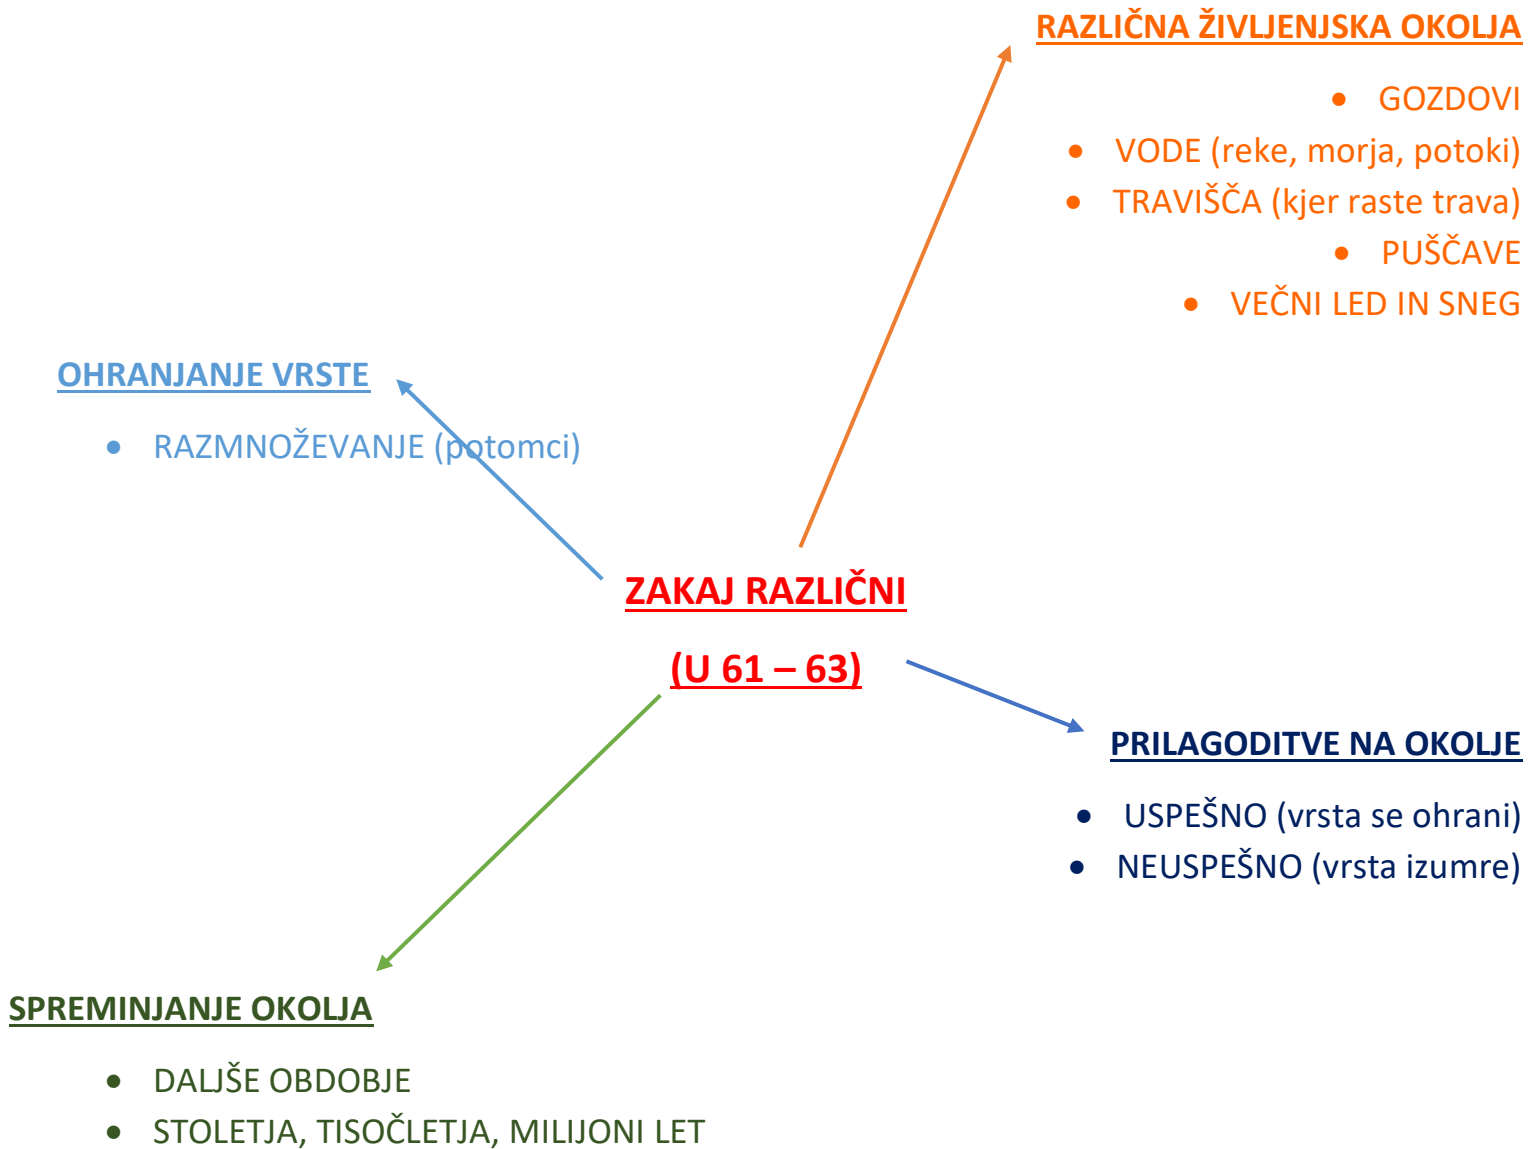 RAZLIČNA ŽIVLJENJSKA OKOLJA
• GOZDOVI
• VODE (reke, morja, potoki)
• TRAVIŠČA (kjer raste trava)
• PUŠČAVE
• VEČNI LED IN SNEG
OHRANJANJE VRSTE
• RAZMNOŽEVANJE (potomci)
ZAKAJ RAZLIČNI
(U 61 – 63)
PRILAGODITVE NA OKOLJE
• USPEŠNO (vrsta se ohrani)
• NEUSPEŠNO (vrsta izumre)
SPREMINJANJE OKOLJA
• DALJŠE OBDOBJE
• STOLETJA, TISOČLETJA, MILIJONI LET